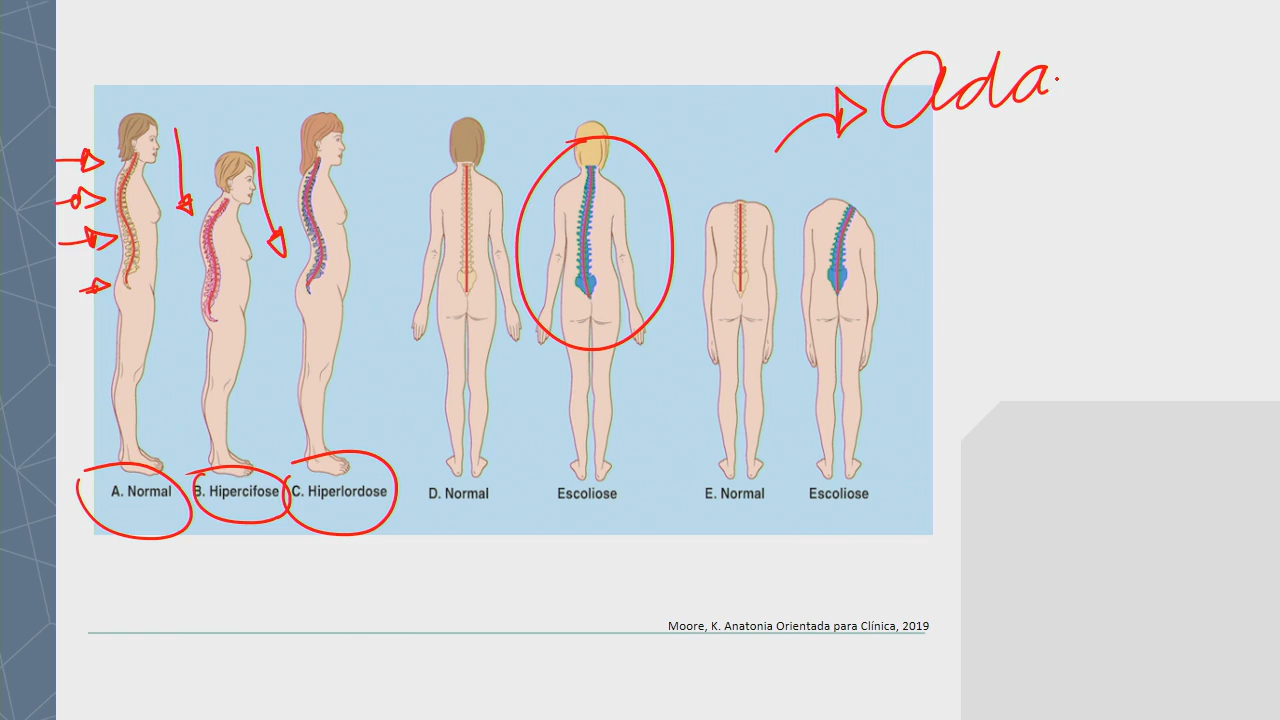 Ada
A. Normal
B. Hipercifose
C. Hiperlordose
D. Normal
Escoliose
E. Normal
Escoliose
Moore, K. Anatonia Orientada para Clínica, 2019